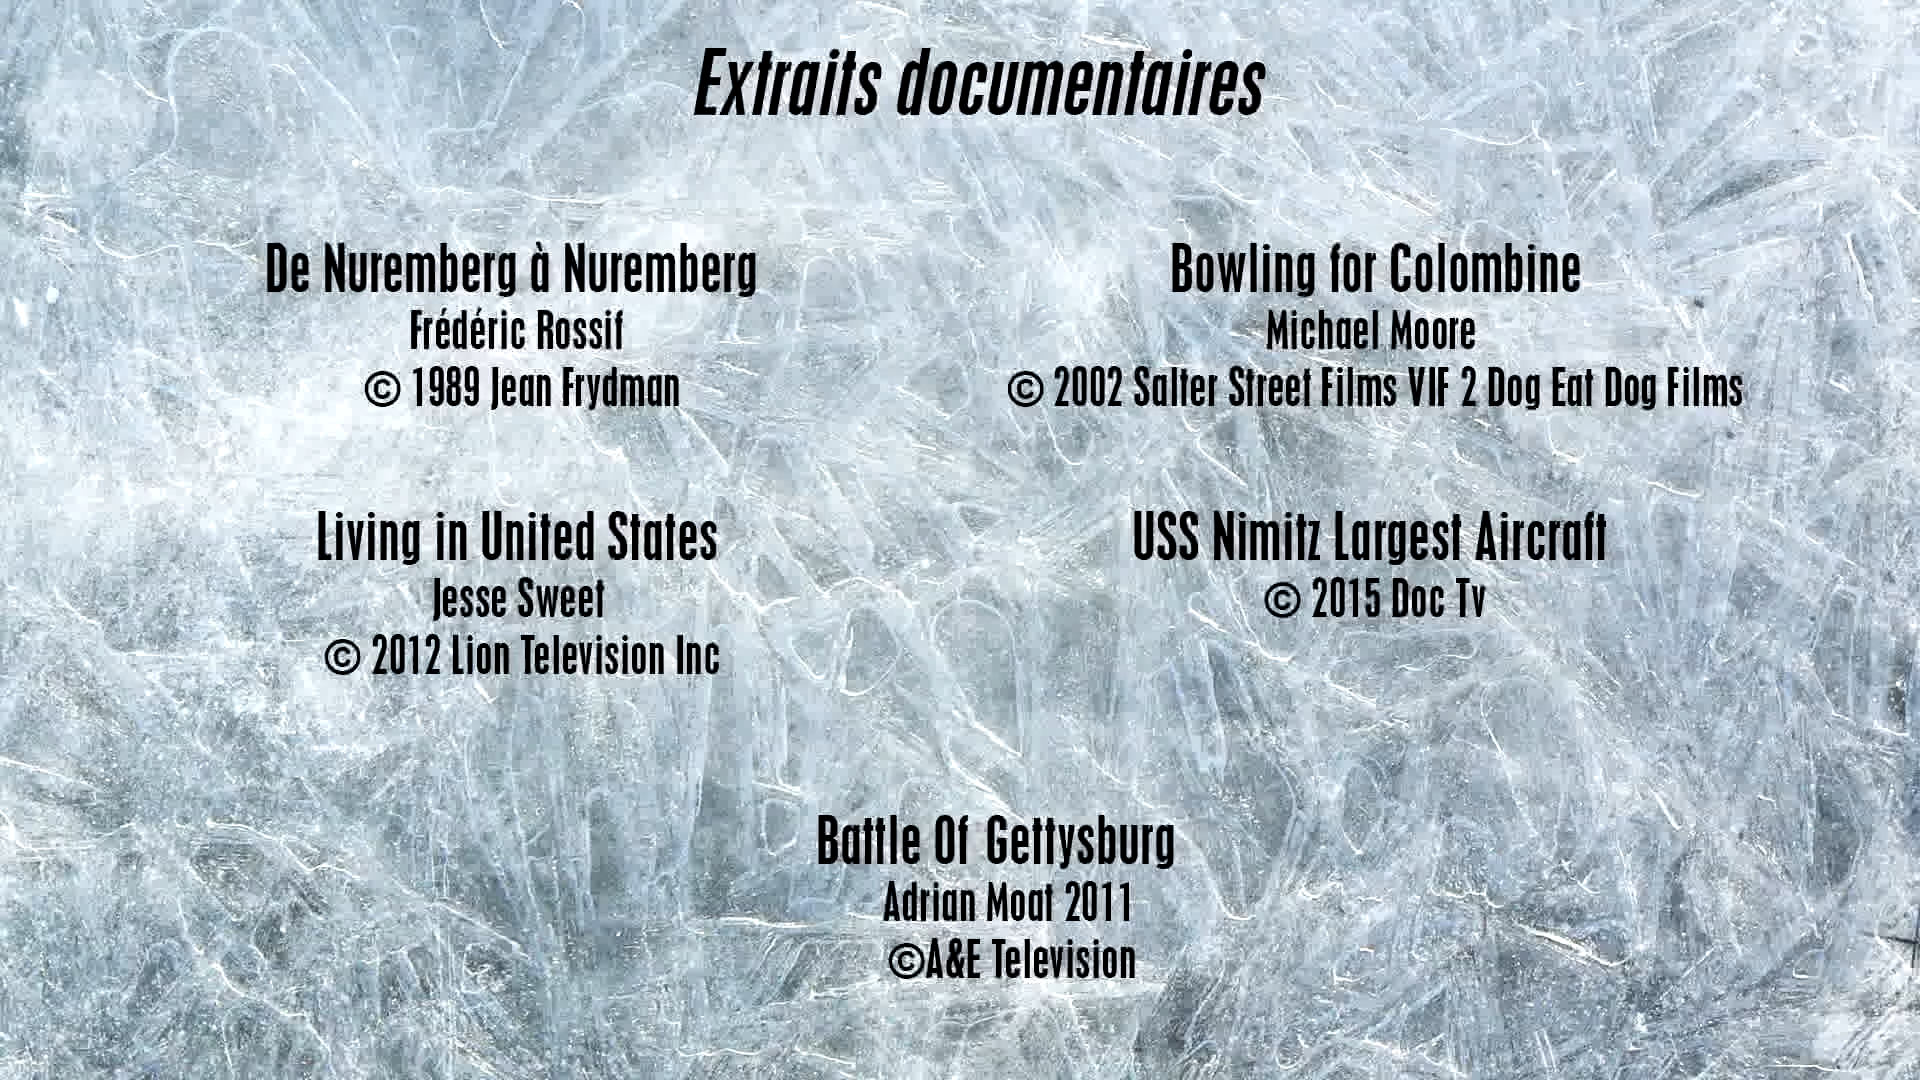 Extraits documentaires
De Nuremberg à Nuremberg
Frédéric Rossif
© 1989 Jean Frydman
Bowling for Colombine
Michael Moore
© 2002 Salter Street Films VIF 2 Dog Eat Dog Films
Living in United States
Jesse Sweet
© 2012 Lion Television Inc
USS Nimitz Largest Aircraft
© 2015 Doc Tv
Battle Of Gettysburg
Adrian Moat 2011
©A&E Television